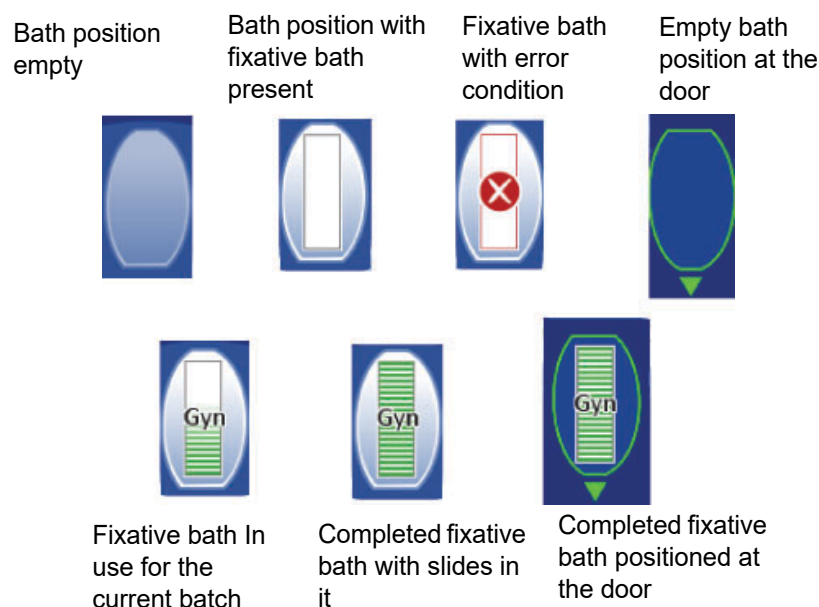 Bath position
empty
Bath position with
fixative bath
present
Fixative bath
with error
condition
Empty bath
position at the
door
Gyn
Gyn
Gyn
Fixative bath In
use for the
current batch
Completed fixative
bath with slides in
it
Completed fixative
bath positioned at
the door